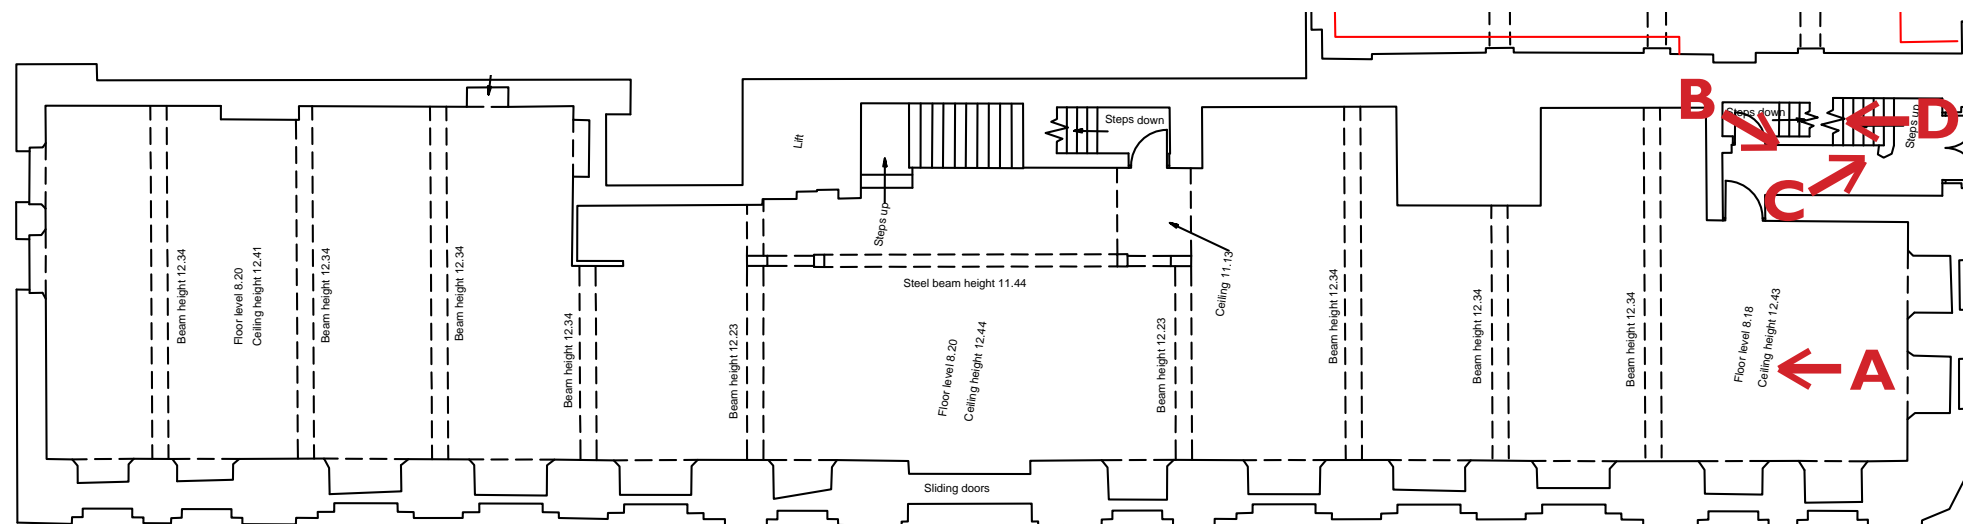 B
Steps down
Steps up
D
Lift
Steps down
C
Steps up
Beam height 12.34
Floor level 8.20
Ceiling height 12.41
Beam height 12.34
Beam height 12.34
Beam height 12.34
Beam height 12.23
Steel beam height 11.44
Floor level 8.20
Ceiling height 12.44
Beam height 12.23
Ceiling 11.13
Beam height 12.34
Beam height 12.34
Beam height 12.34
Floor level 8.18
Ceiling height 12.43
A
Sliding doors